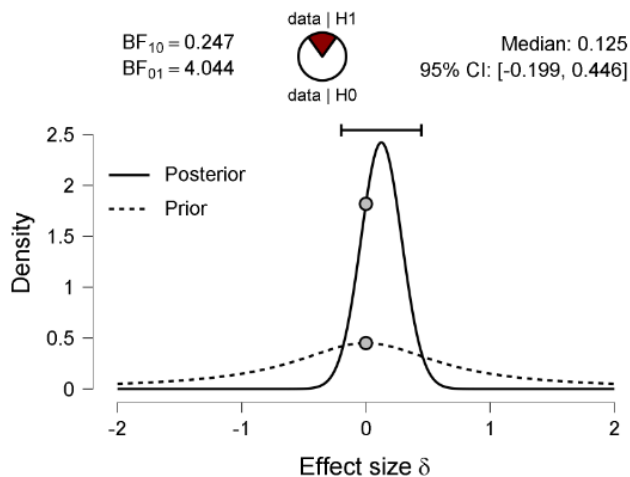 data | H1
BF10 = 0.247
BF01 = 4.044
data | H0
Median: 0.125
95% CI: [-0.199, 0.446]
2.5
2
1.5
1
0.5
0
Density
Posterior
Prior
-2 -1 0 1 2
Effect size δ